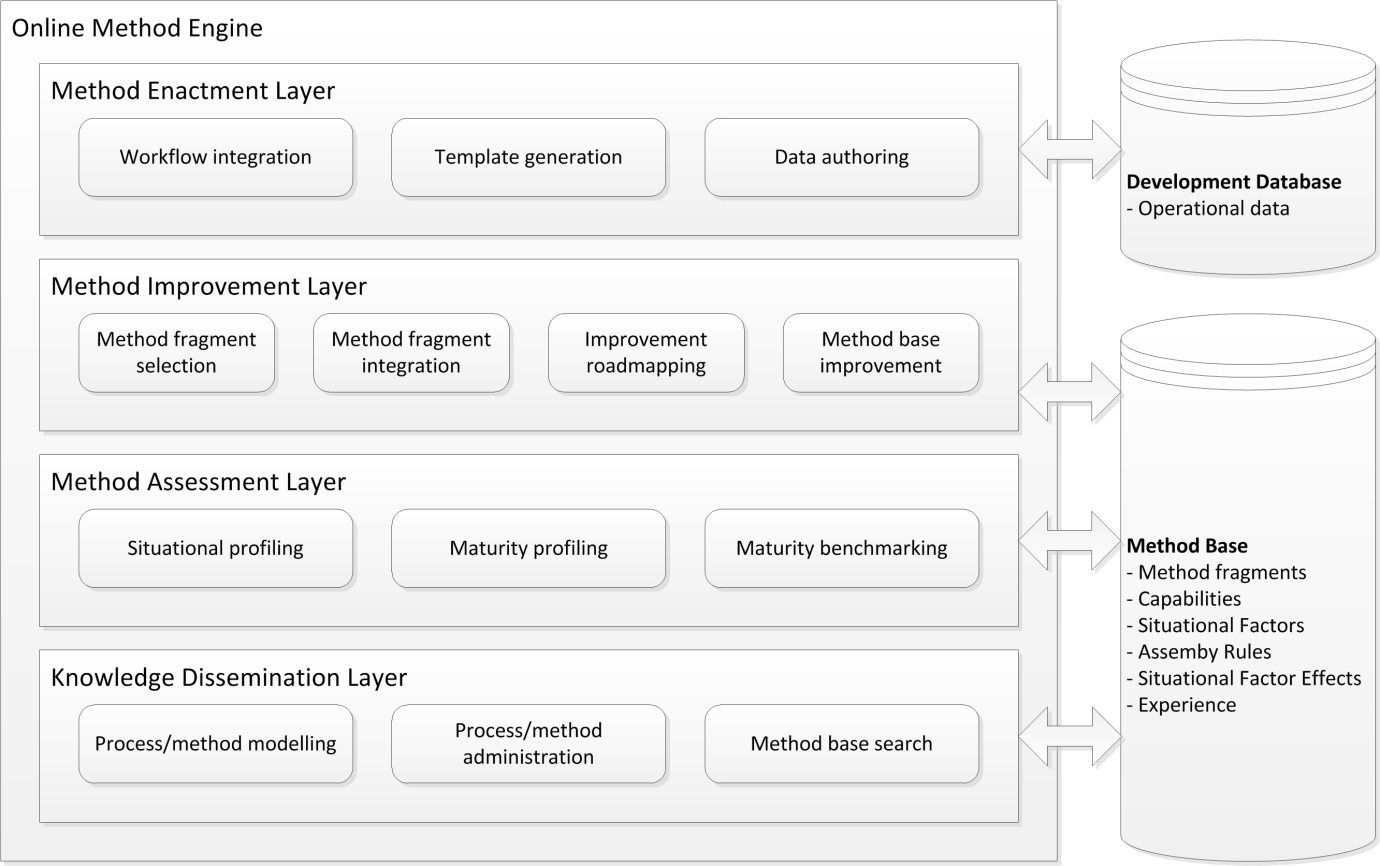 Online Method Engine
Method Enactment Layer
Workflow integration
Template generation
Data authoring
Method Improvement Layer
Method fragment
selection
Method fragment
integration
Improvement
roadmapping
Method base
improvement
Method Assessment Layer
Situational profiling
Maturity profiling
Maturity benchmarking
Knowledge Dissemination Layer
Process/method modelling
Process/method
administration
Method base search
Development Database
- Operational data
Method Base
- Method fragments
- Capabilities
- Situational Factors
- Assemby Rules
- Situational Factor Effects
- Experience